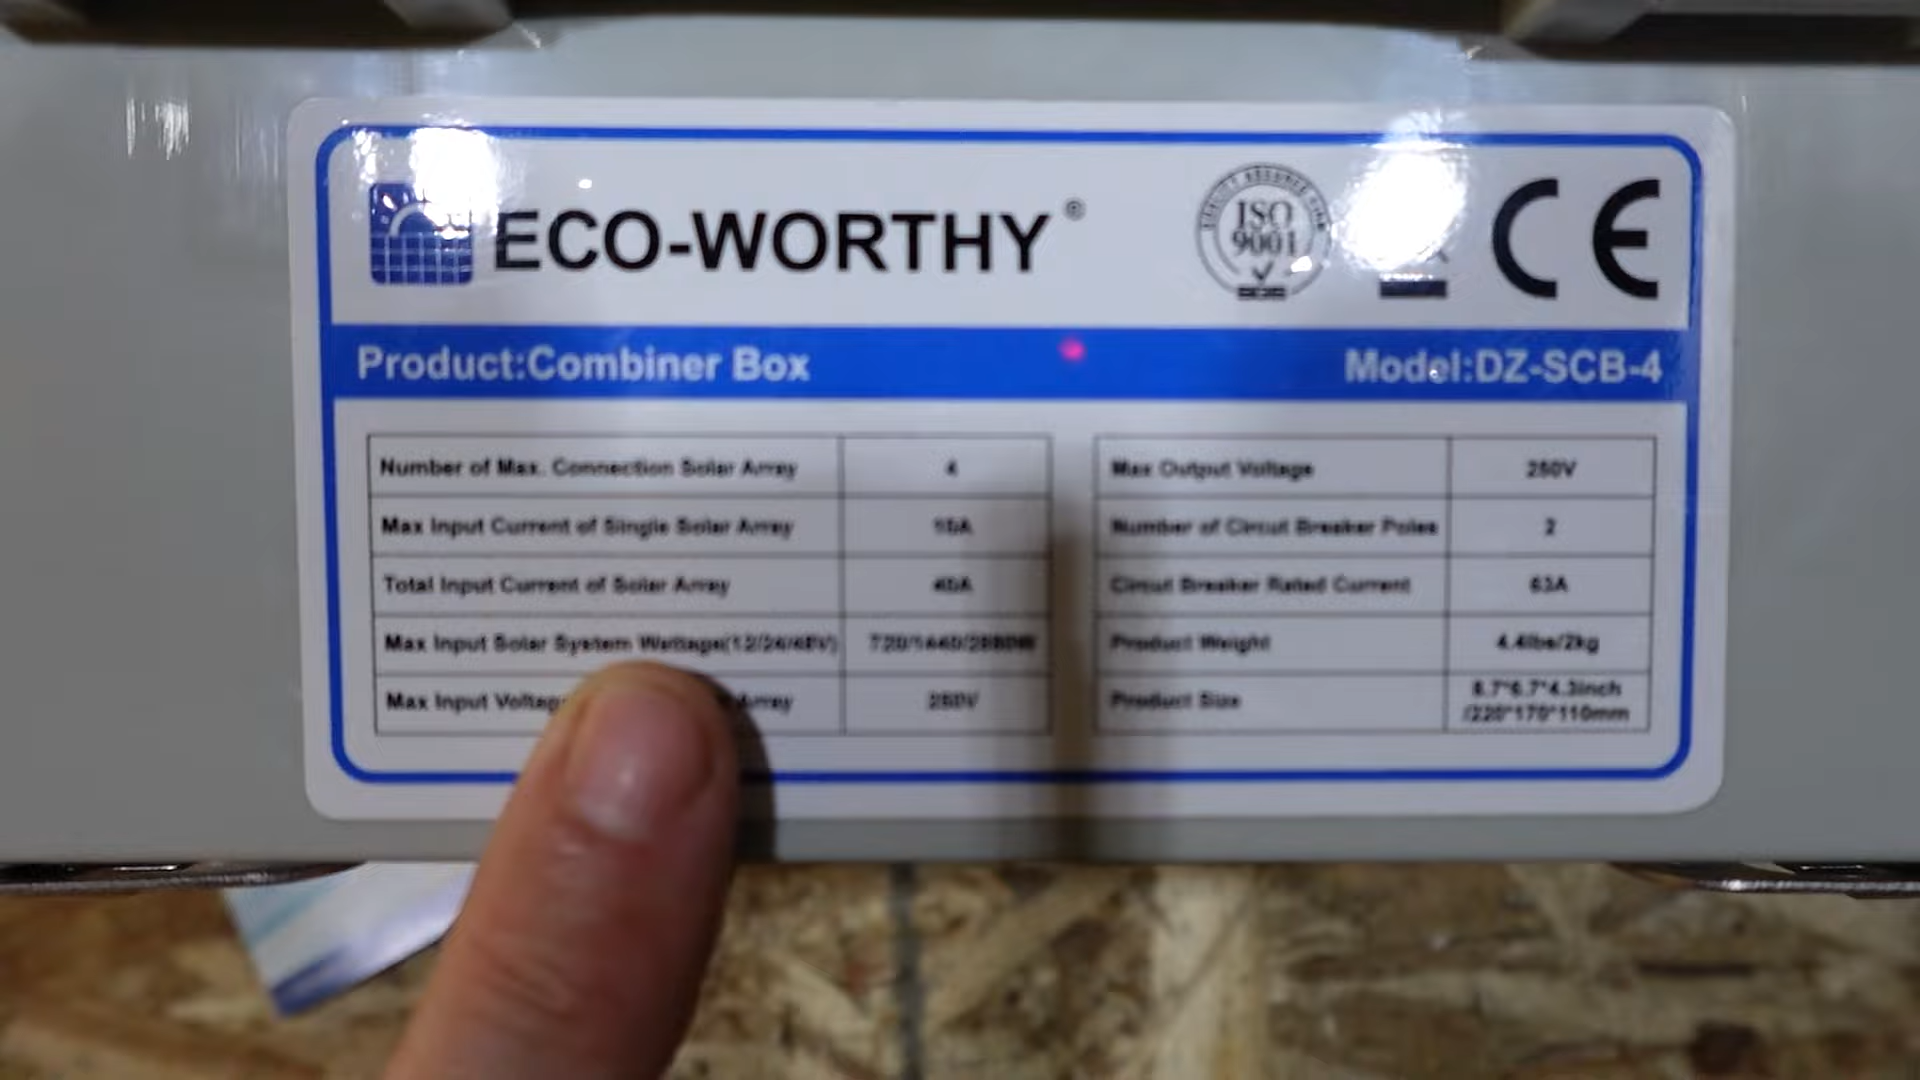 ECO-WORTHY®
ISO
9001
CE
Product:Combiner Box
Model:DZ-SCB-4
Number of Max. Connection Solar Array 4
Max Input Current of Single Solar Array
Total Input Current of Solar Array 40A
Max Input Solar System Wattage(12/24/48V) 720/1440/2880W
Max Input Array 250V
Max Output Voltage 250V
Number of Circut Breaker Poles 2
Circut Breaker Rated Current 63A
Product Weight 4.4lbs/2kg
Product Size 8.7*6.7*4.3inch
/220*170*110mm